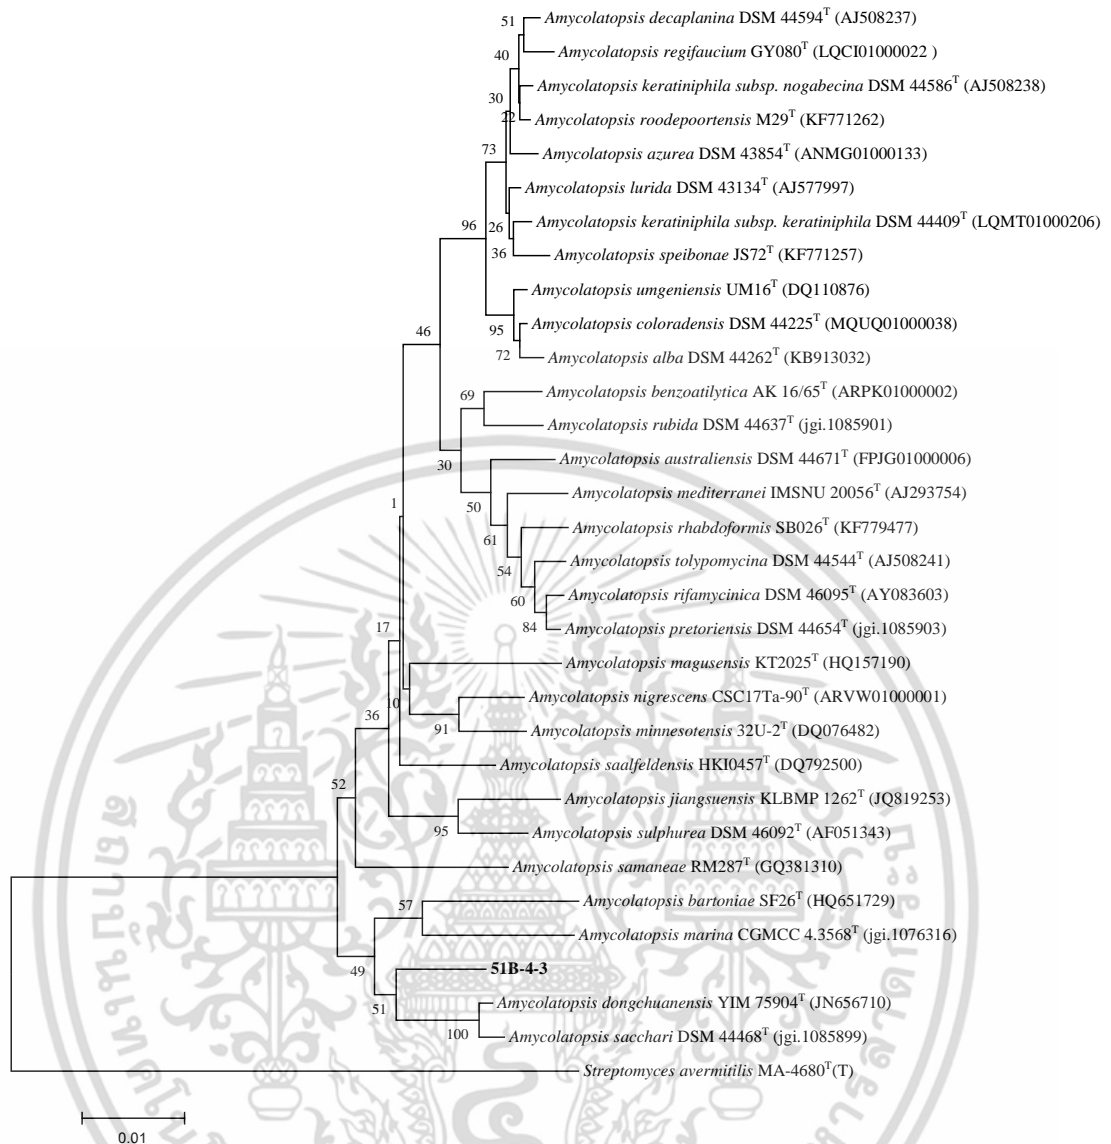 51
Amycolatopsis decaplanina DSM 44594T (AJ508237)
Amycolatopsis regifaucium GY080T (LQCI01000022 )
40
Amycolatopsis keratiniphila subsp. nogabecina DSM 44586T (AJ508238)
30
22
Amycolatopsis roodepoortensis M29T (KF771262)
73
Amycolatopsis azurea DSM 43854T (ANMG01000133)
Amycolatopsis lurida DSM 43134T (AJ577997)
96
26
Amycolatopsis keratiniphila subsp. keratiniphila DSM 44409T (LQMT01000206)
36
Amycolatopsis speibonae JS72T (KF771257)
Amycolatopsis umgeniensis UM16T (DQ110876)
46
95
Amycolatopsis coloradensis DSM 44225T (MQUQ01000038)
72
Amycolatopsis alba DSM 44262T (KB913032)
69
Amycolatopsis benzoatilytica AK 16/65T (ARPK01000002)
Amycolatopsis rubida DSM 44637T (jgi.1085901)
30
Amycolatopsis australiensis DSM 44671T (FPJG01000006)
1
50
Amycolatopsis mediterranei IMSNU 20056T (AJ293754)
61
Amycolatopsis rhabdoformis SB026T (KF779477)
54
Amycolatopsis tolypomycina DSM 44544T (AJ508241)
60
Amycolatopsis rifamycinica DSM 46095T (AY083603)
17
84
Amycolatopsis pretoriensis DSM 44654T (jgi.1085903)
Amycolatopsis magusensis KT2025T (HQ157190)
10
Amycolatopsis nigrescens CSC17Ta-90T (ARVW01000001)
36
91
Amycolatopsis minnesotensis 32U-2T (DQ076482)
Amycolatopsis saalfeldensis HKI0457T (DQ792500)
52
Amycolatopsis jiangsuensis KLBMP 1262T (JQ819253)
95
Amycolatopsis sulphurea DSM 46092T (AF051343)
Amycolatopsis samaneae RM287T (GQ381310)
57
Amycolatopsis bartoniae SF26T (HQ651729)
Amycolatopsis marina CGMCC 4.3568T (jgi.1076316)
49
51B-4-3
51
Amycolatopsis dongchuanensis YIM 75904T (JN656710)
100
Amycolatopsis sacchari DSM 44468T (jgi.1085899)
Streptomyces avermitilis MA-4680T(T)
0.01